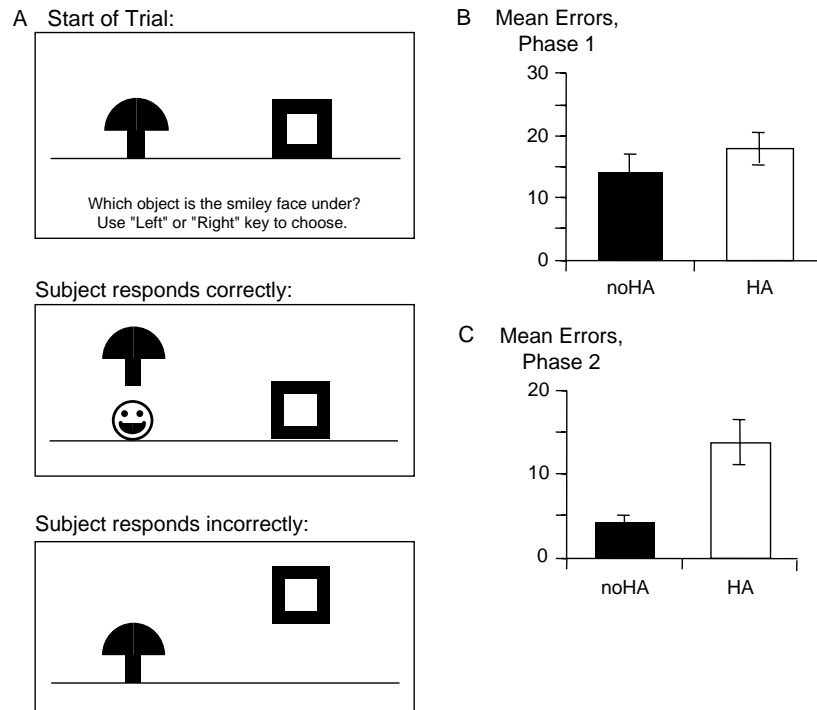 A Start of Trial:
Which object is the smiley face under?
Use "Left" or "Right" key to choose.
Subject responds correctly:
Subject responds incorrectly:
B Mean Errors,
Phase 1
30
20
10
0
noHA HA
C Mean Errors,
Phase 2
20
10
0
noHA HA